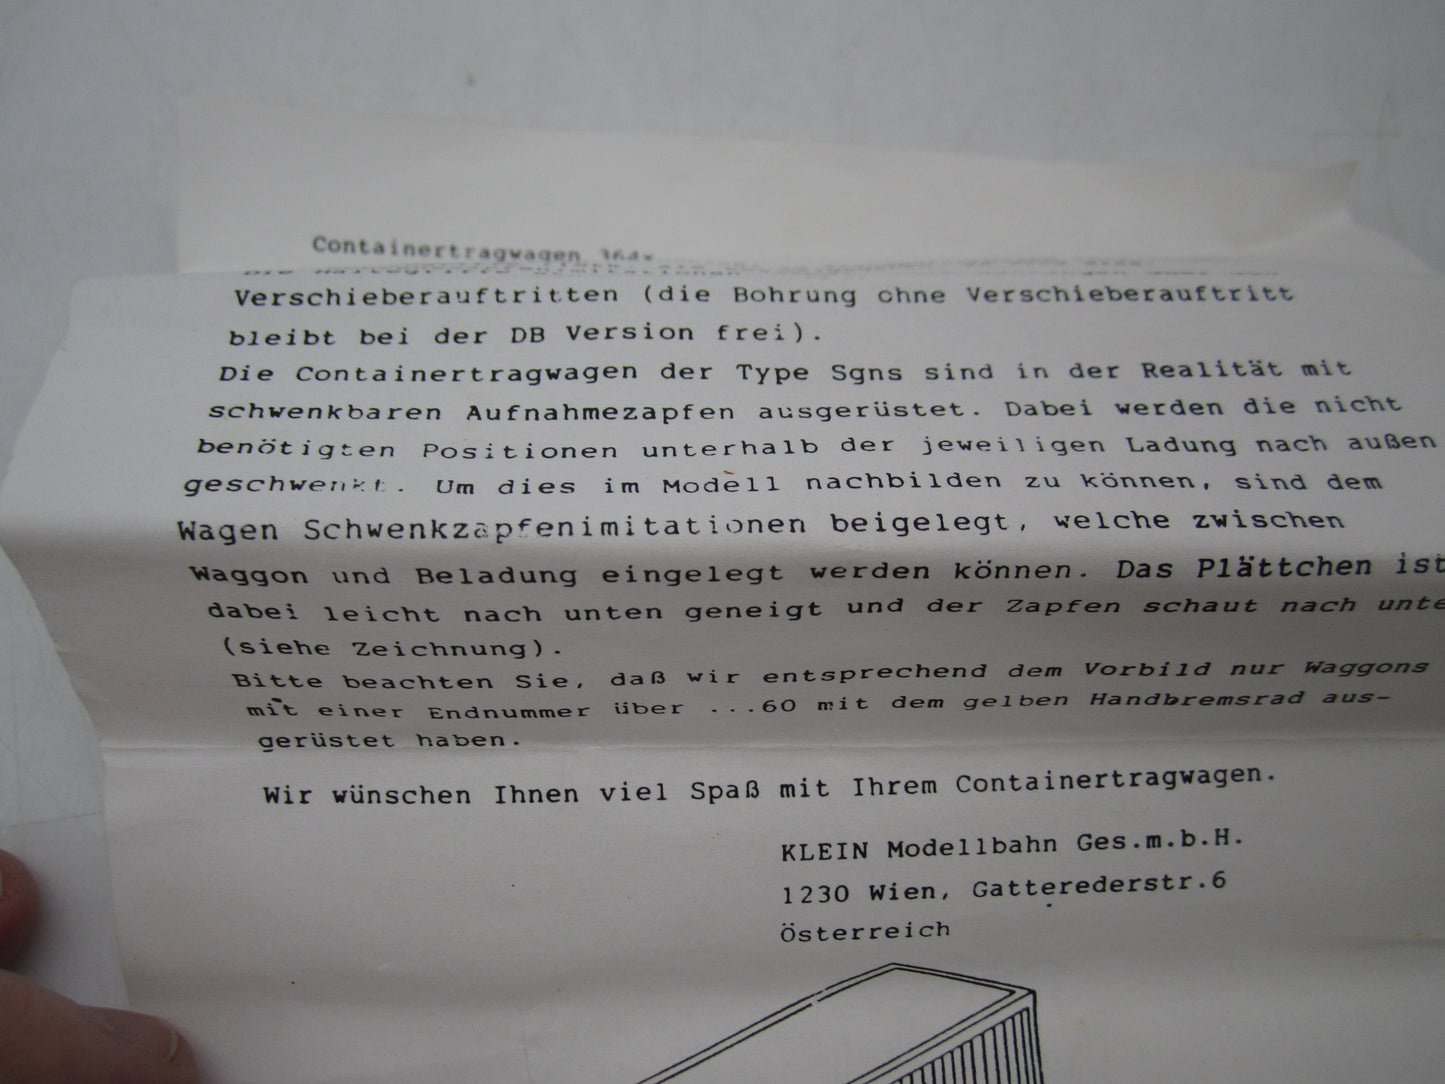 Containertragwagen
Verschieberauftritten (die Bohrung ohne Verschieberauftritt
bleibt bei der DB Version frei).
Die Containertragwagen der Type Sgns sind in der Realität mit
schwenkbaren Aufnahmezapfen ausgerüstet. Dabei werden die nicht
benötigten Positionen unterhalb der jeweiligen Ladung nach außen
geschwenkt. Um dies im Modell nachbilden zu können, sind dem
Wagen Schwenkzapfenimitationen beigelegt, welche zwischen
Waggon und Beladung eingelegt werden können. Das Plättchen ist
dabei leicht nach unten geneigt und der Zapfen schaut nach unte
(siehe Zeichnung).
Bitte beachten Sie, daß wir entsprechend dem Vorbild nur Waggons
mit einer Endnummer über ...60 mit dem gelben Handbremsrad aus-
gerüstet haben.
Wir wünschen Ihnen viel Spaß mit Ihrem Containertragwagen.
KLEIN Modellbahn Ges.m.b.H.
1230 Wien, Gatterederstr.6
Österreich